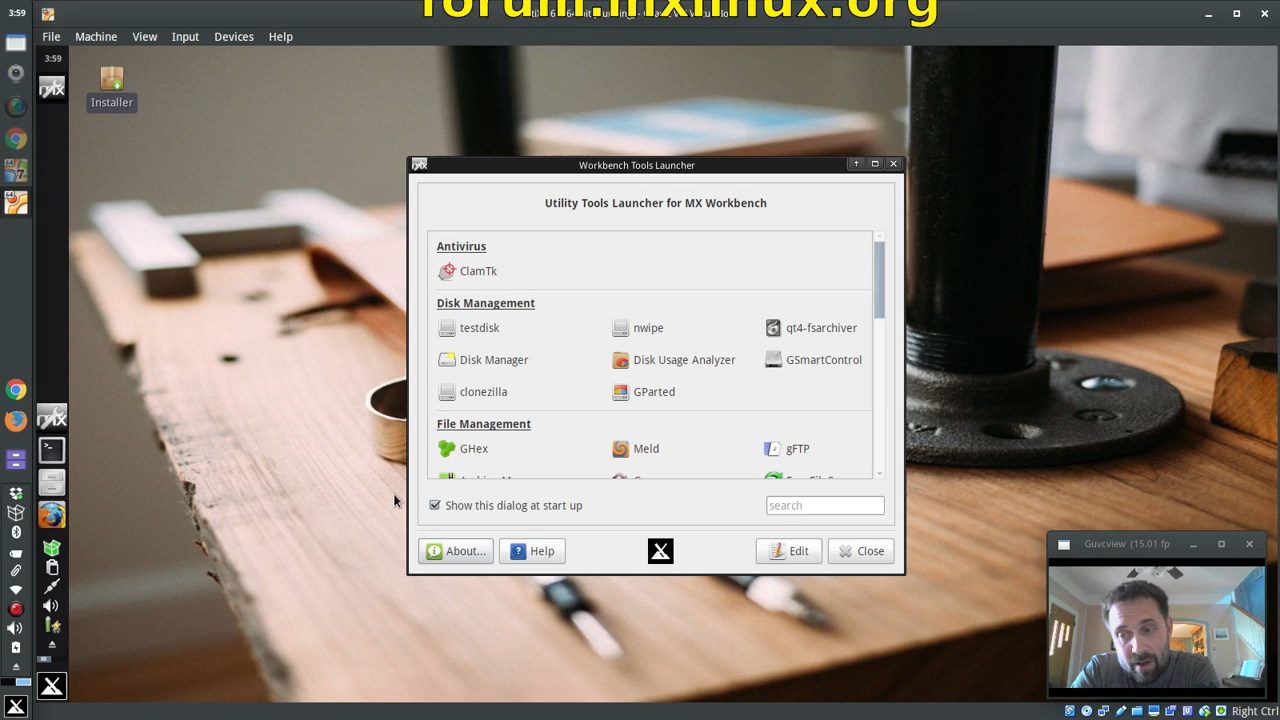 forum.mxlinux.org
3:59
File Machine View Input Devices Help
3:59
Installer
Workbench Tools Launcher
Utility Tools Launcher for MX Workbench
Antivirus
ClamTk
Disk Management
testdisk nwipe qt4-fsarchiver
Disk Manager Disk Usage Analyzer GSmartControl
clonezilla GParted
File Management
GHex Meld gFTP
Show this dialog at start up search
About... Help Edit Close
Guvcview (15.01 fp
Right Ctrl